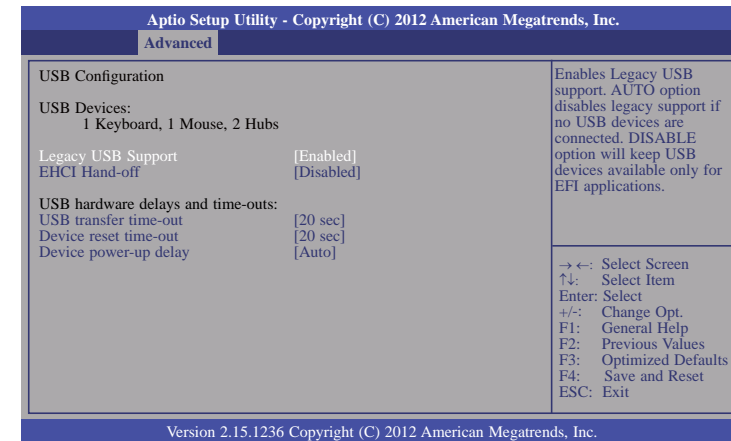 Aptio Setup Utility - Copyright (C) 2012 American Megatrends, Inc.
Advanced
USB Configuration
USB Devices:
1 Keyboard, 1 Mouse, 2 Hubs
Legacy USB Support [Enabled]
EHCI Hand-off [Disabled]
USB hardware delays and time-outs:
USB transfer time-out [20 sec]
Device reset time-out [20 sec]
Device power-up delay [Auto]
Enables Legacy USB
support. AUTO option
disables legacy support if
no USB devices are
connected. DISABLE
option will keep USB
devices available only for
EFI applications.
→←: Select Screen
↑↓: Select Item
Enter: Select
+/-: Change Opt.
F1: General Help
F2: Previous Values
F3: Optimized Defaults
F4: Save and Reset
ESC: Exit
Version 2.15.1236 Copyright (C) 2012 American Megatrends, Inc.